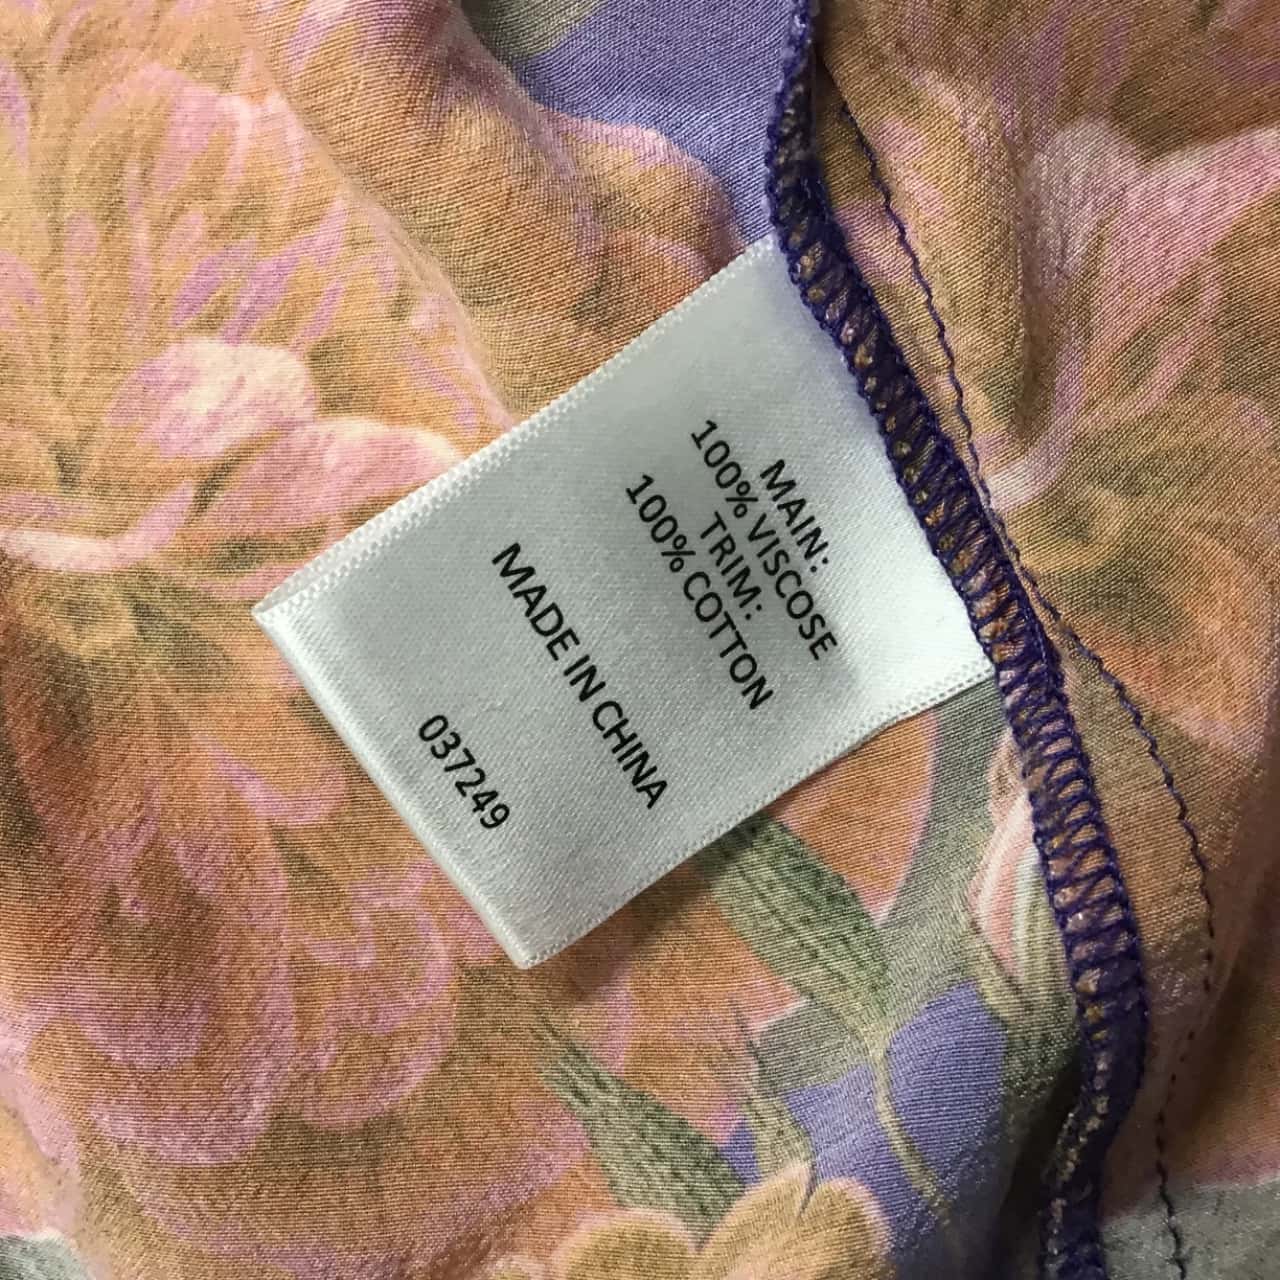 MAIN:
100% VISCOSE
TRIM:
100% COTTON
MADE IN CHINA
037249